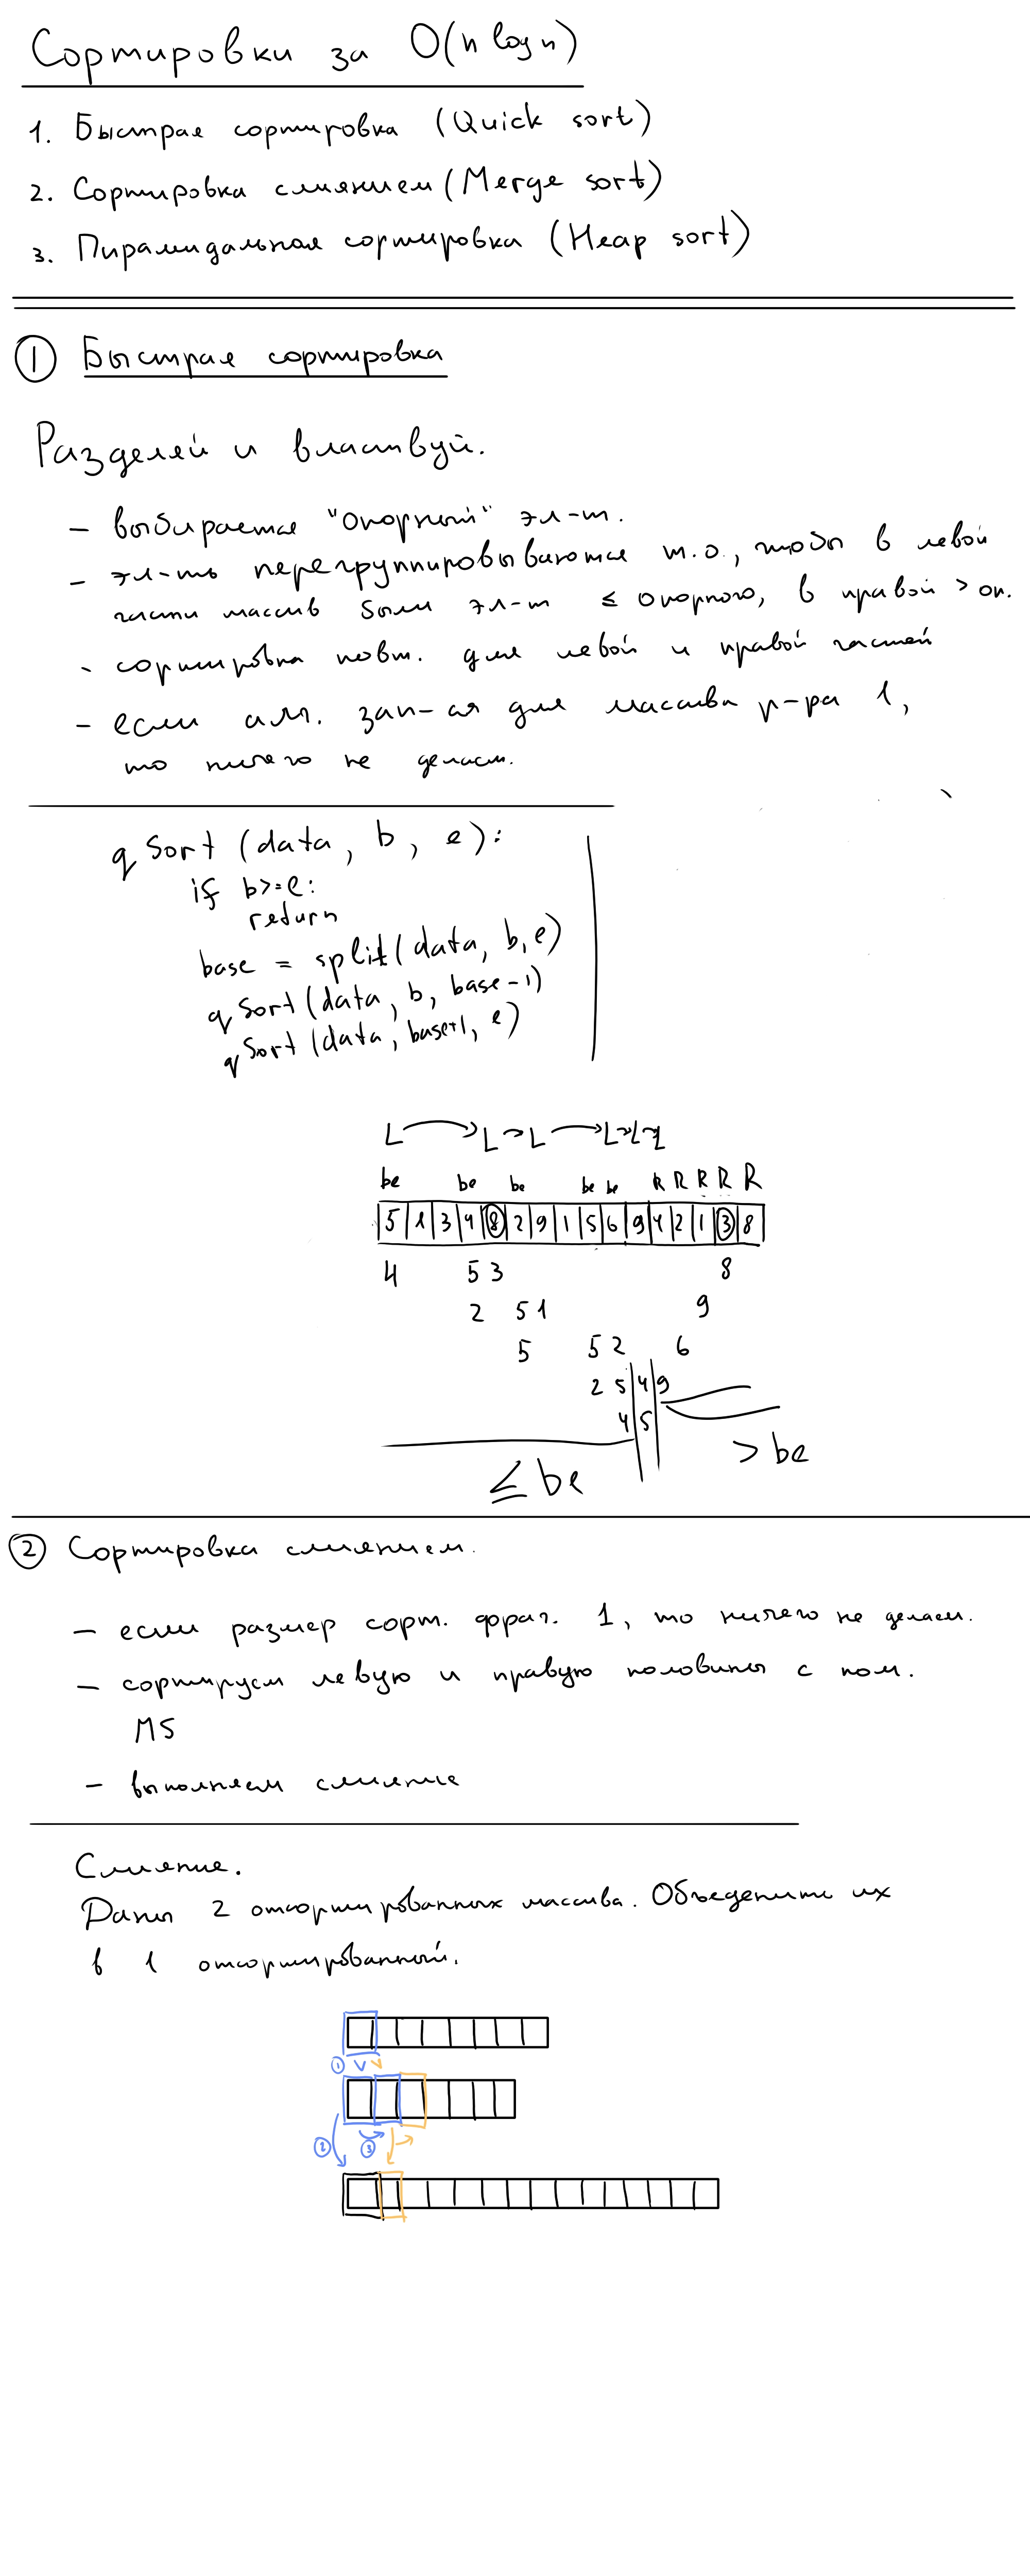 Сортировки за O(n log n)
1. Быстрая сортировка (Quick sort)
2. Сортировка слиянием (Merge sort)
3. Пирамидальная сортировка (Heap sort)
1 Быстрая сортировка
Разделей и властвуй.
- выбирается "опорный" эл-т.
- эл-ты перегруппировываются т.о., чтобы в левой
части массив были эл-т ≤ опорного, в правой > оп.
- сортировка повт. для левой и правой частей
- если алг. зап-ся для массива р-ра 1,
то ничего не делаем.
qSort (data, b, e):
if b>=e:
return
base = split(data, b, e)
qSort(data, b, base-1)
qSort(data, base+1, e)
L L L L L L
be be be be be R R R R R
5 1 3 4 8 2 9 1 5 6 9 4 2 1 3 8
4 5 3 8
2 5 1 9
5 5 2 6
2 5 4 9
4 5
≤ be > be
2 Сортировка слиянием.
- если размер сорт. фраг. 1, то ничего не делаем.
- сортируем левую и правую половины с пом.
MS
- выполняем слияние
Слияние.
Даны 2 отсортированных массива. Объеденить их
в 1 отсортированный.
1 v v
2 3